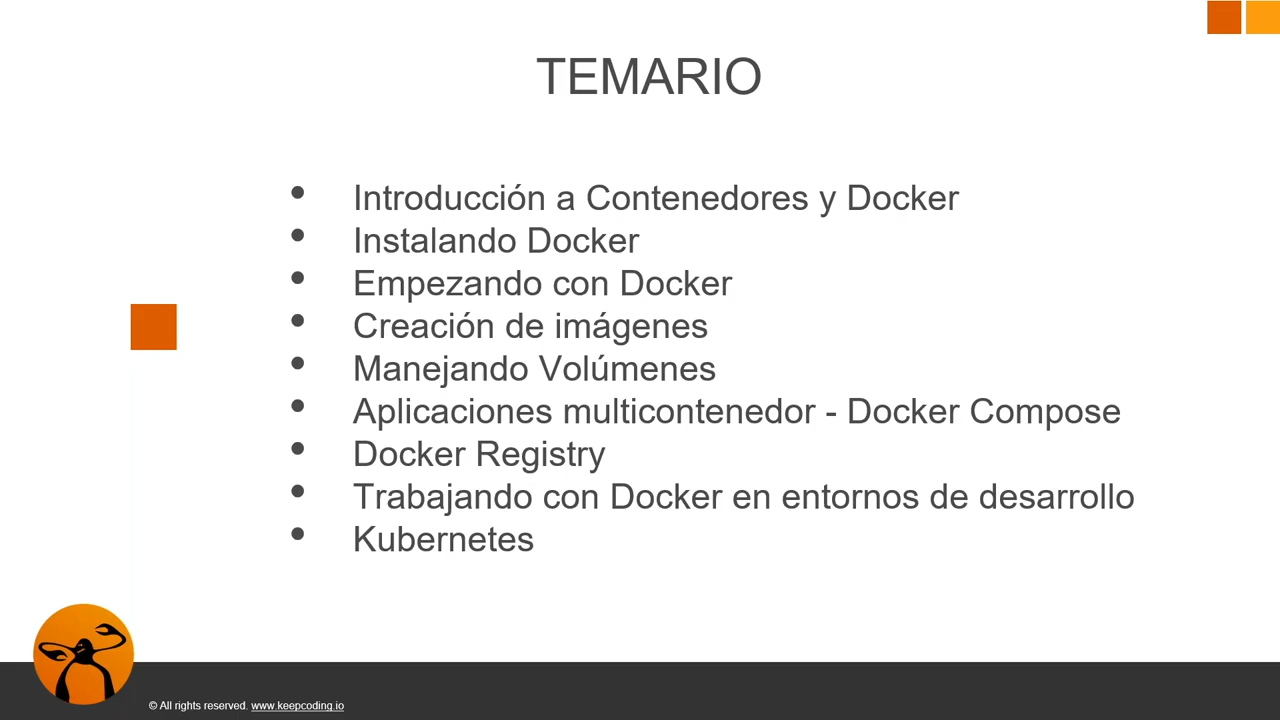 TEMARIO
• Introducción a Contenedores y Docker
• Instalando Docker
• Empezando con Docker
• Creación de imágenes
• Manejando Volúmenes
• Aplicaciones multicontenedor - Docker Compose
• Docker Registry
• Trabajando con Docker en entornos de desarrollo
• Kubernetes
© All rights reserved. www.keepcoding.io